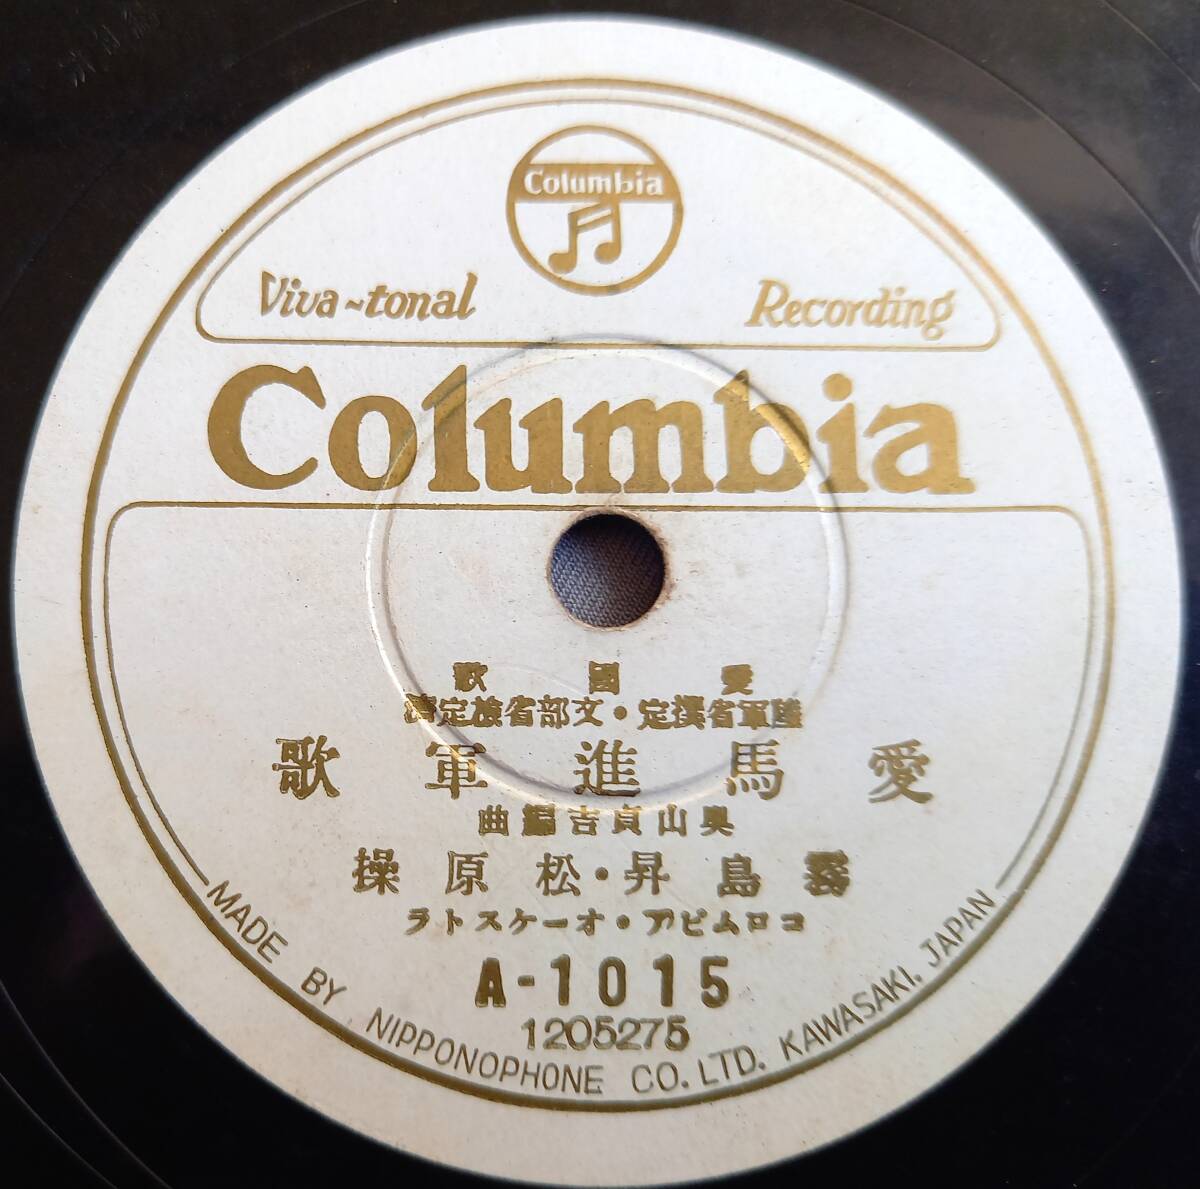 Columbia
Viva-tonal Recording
Columbia
愛國歌
陸軍省撰定・文部省検定濟
愛馬進軍歌
奥山貞吉編曲
霧島昇・松原操
コロムビア・オーケストラ
A-1015
1205275
MADE BY NIPPONOPHONE CO. LTD. KAWASAKI. JAPAN